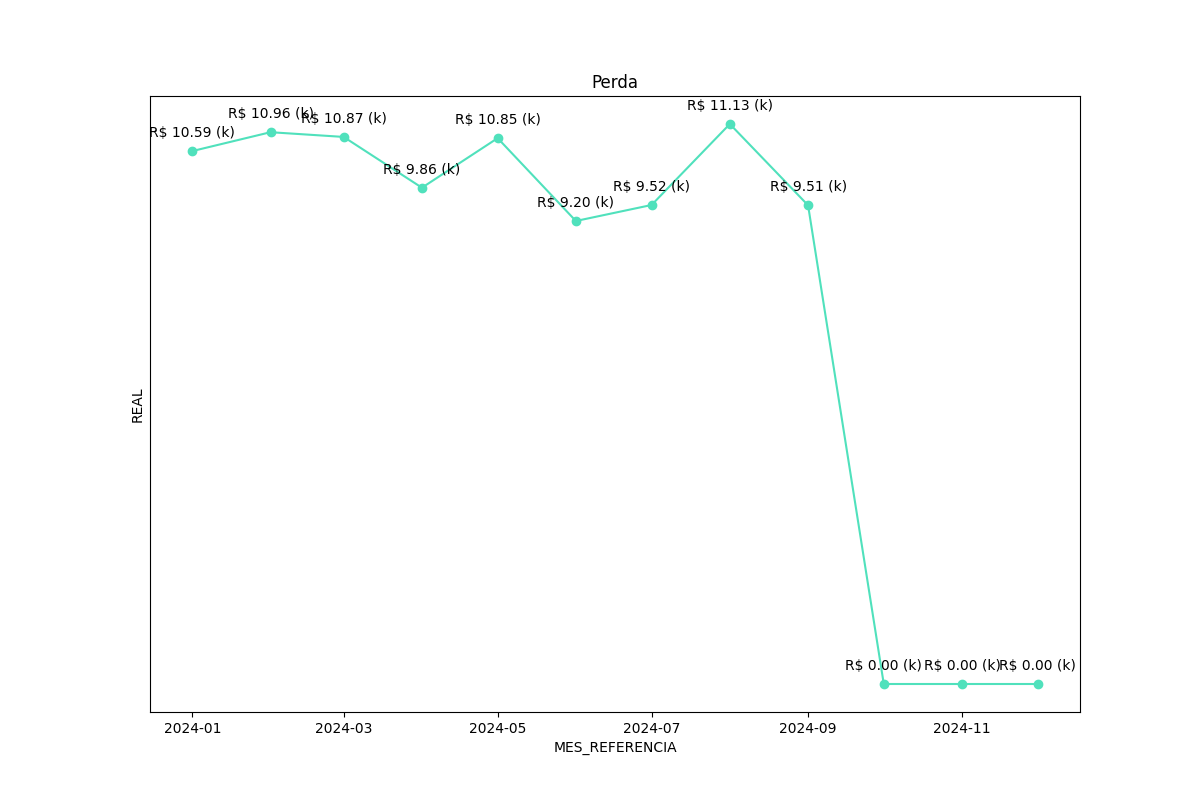 Perda
R$ 10.59 (k)
R$ 10.96 (k)
R$ 10.87 (k)
R$ 9.86 (k)
R$ 10.85 (k)
R$ 9.20 (k)
R$ 9.52 (k)
R$ 11.13 (k)
R$ 9.51 (k)
R$ 0.00 (k)
R$ 0.00 (k)
R$ 0.00 (k)
REAL
2024-01 2024-03 2024-05 2024-07 2024-09 2024-11
MES_REFERENCIA